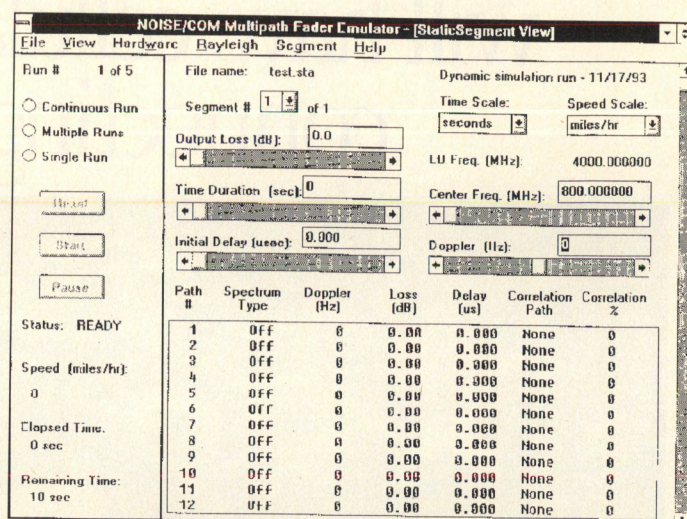 NOISE/COM Multipath Fader Emulator - [StaticSegment View]
File View Hardware Rayleigh Segment Help
Run # 1 of 5
Continuous Run
Multiple Runs
Single Run
Reset
Start
Pause
Status: READY
Speed (miles/hr):
0
Elapsed Time:
0 sec
Remaining Time:
10 sec
File name: test.sta
Segment # 1 of 1
Output Loss (dB): 0.0
Time Duration (sec): 0
Initial Delay (usec): 0.000
Dynamic simulation run - 11/17/93
Time Scale: Speed Scale:
seconds miles/hr
LO Freq. (MHz): 4000.000000
Center Freq. (MHz): 800.000000
Doppler (Hz): 0
Path # Spectrum Type Doppler (Hz) Loss (dB) Delay (us) Correlation Path Correlation %
1 Off 0 0.00 0.000 None 0
2 Off 0 0.00 0.000 None 0
3 Off 0 0.00 0.000 None 0
4 Off 0 0.00 0.000 None 0
5 Off 0 0.00 0.000 None 0
6 Off 0 0.00 0.000 None 0
7 Off 0 0.00 0.000 None 0
8 Off 0 0.00 0.000 None 0
9 Off 0 0.00 0.000 None 0
10 Off 0 0.00 0.000 None 0
11 Off 0 0.00 0.000 None 0
12 Off 0 0.00 0.000 None 0